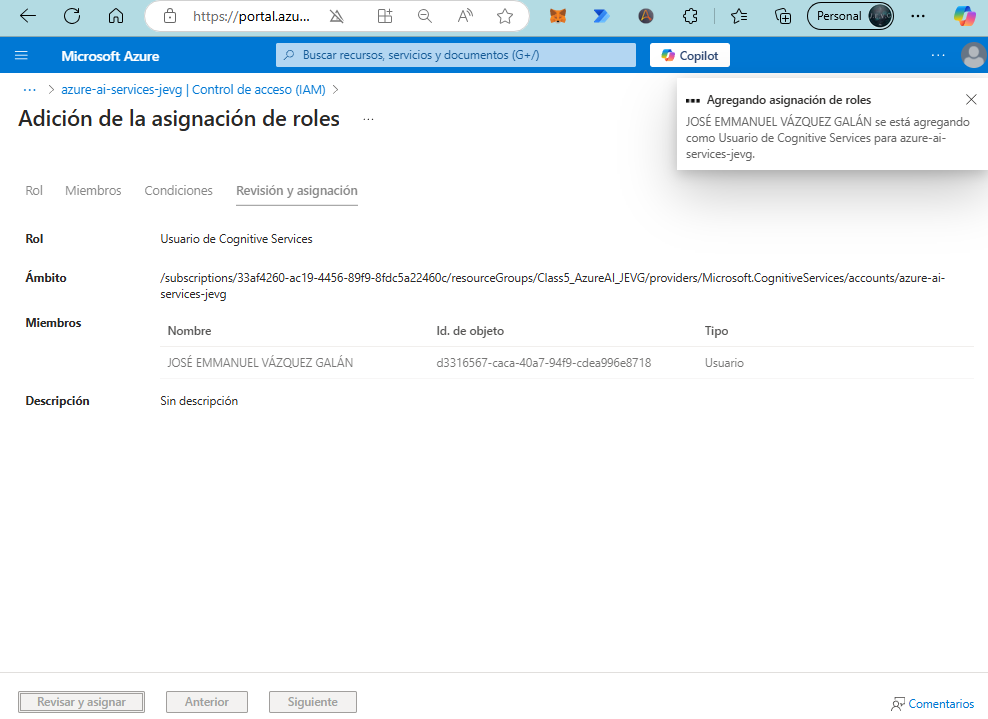 https://portal.azu...
Personal
Microsoft Azure
Buscar recursos, servicios y documentos (G+/)
Copilot
... > azure-ai-services-jevg | Control de acceso (IAM) >
Adición de la asignación de roles ...
Agregando asignación de roles
JOSÉ EMMANUEL VÁZQUEZ GALÁN se está agregando
como Usuario de Cognitive Services para azure-ai-
services-jevg.
Rol Miembros Condiciones Revisión y asignación
Rol Usuario de Cognitive Services
Ámbito /subscriptions/33af4260-ac19-4456-89f9-8fdc5a22460c/resourceGroups/Class5_AzureAI_JEVG/providers/Microsoft.CognitiveServices/accounts/azure-ai-
services-jevg
Miembros
Nombre Id. de objeto Tipo
JOSÉ EMMANUEL VÁZQUEZ GALÁN d3316567-caca-40a7-94f9-cdea996e8718 Usuario
Descripción Sin descripción
Revisar y asignar Anterior Siguiente
Comentarios